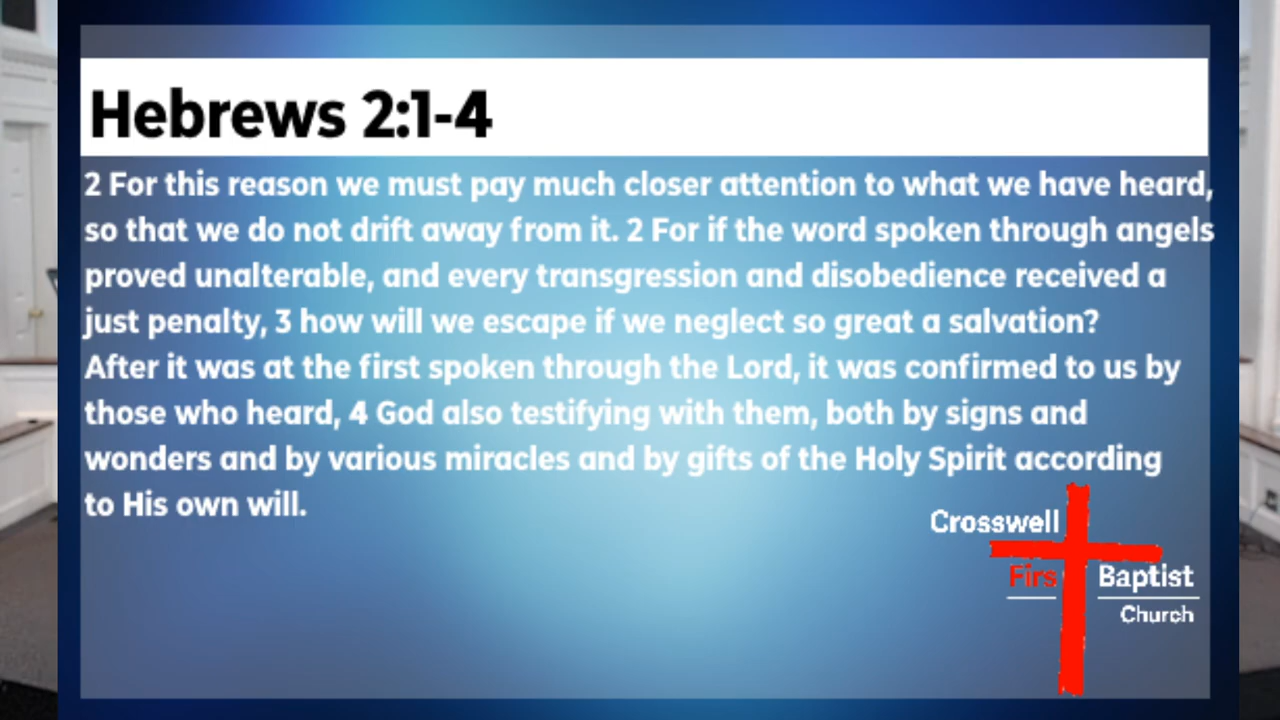 Hebrews 2:1-4
2 For this reason we must pay much closer attention to what we have heard,
so that we do not drift away from it. 2 For if the word spoken through angels
proved unalterable, and every transgression and disobedience received a
just penalty, 3 how will we escape if we neglect so great a salvation?
After it was at the first spoken through the Lord, it was confirmed to us by
those who heard, 4 God also testifying with them, both by signs and
wonders and by various miracles and by gifts of the Holy Spirit according
to His own will.
Crosswell
Firs Baptist
Church